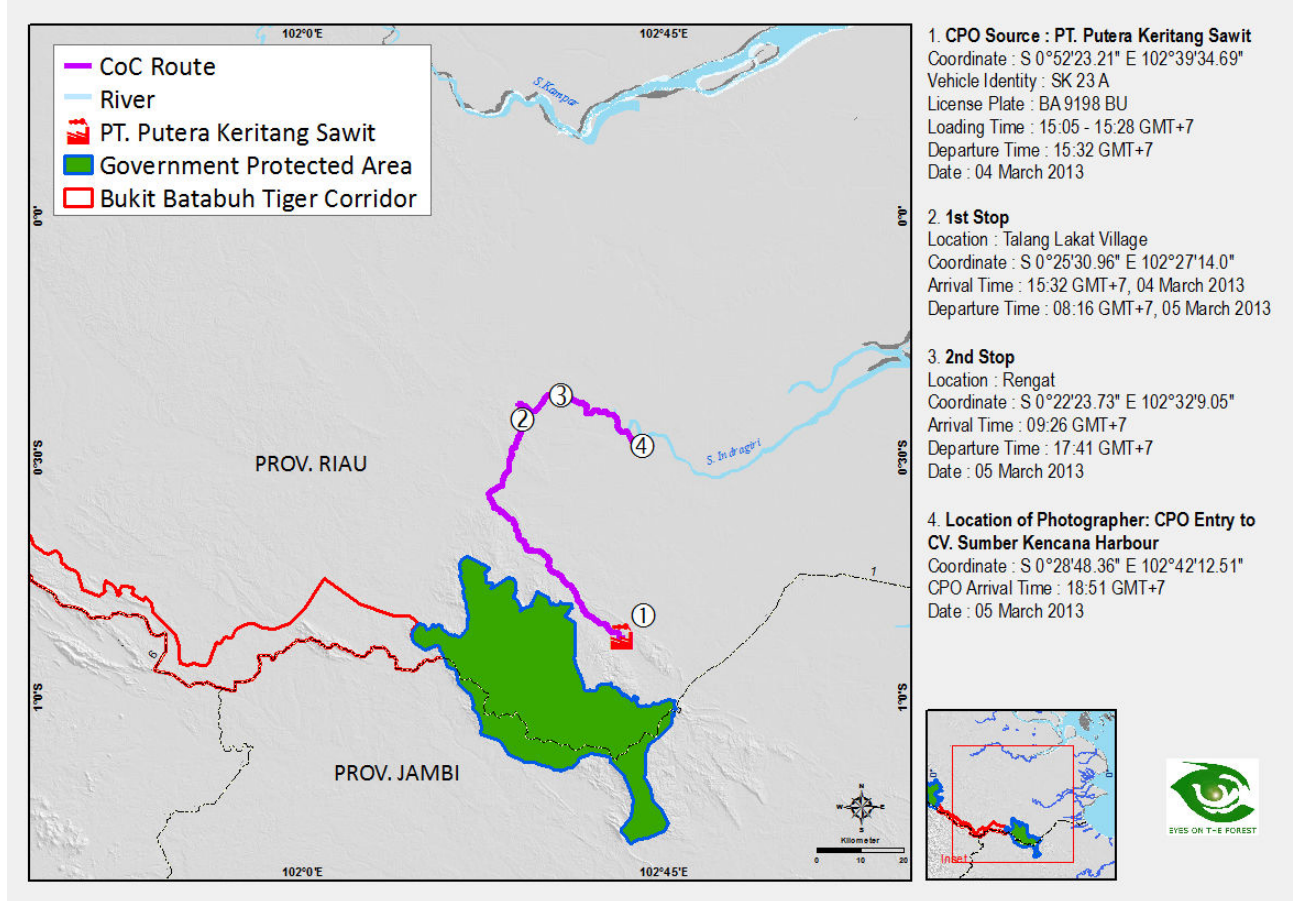 102°0'E
102°45'E
CoC Route
River
PT. Putera Keritang Sawit
Government Protected Area
Bukit Batabuh Tiger Corridor
S.Kampar
0°0'
0°0'
0°30'S
0°30'S
1°0'S
1°0'S
PROV. RIAU
PROV. JAMBI
S. Indragiri
1
2
3
4
1
6
N
W
E
S
Kilometer
0
10
20
102°0'E
102°45'E
1. CPO Source : PT. Putera Keritang Sawit
Coordinate : S 0°52'23.21" E 102°39'34.69"
Vehicle Identity : SK 23 A
License Plate : BA 9198 BU
Loading Time : 15:05 - 15:28 GMT+7
Departure Time : 15:32 GMT+7
Date : 04 March 2013
2. 1st Stop
Location : Talang Lakat Village
Coordinate : S 0°25'30.96" E 102°27'14.0"
Arrival Time : 15:32 GMT+7, 04 March 2013
Departure Time : 08:16 GMT+7, 05 March 2013
3. 2nd Stop
Location : Rengat
Coordinate : S 0°22'23.73" E 102°32'9.05"
Arrival Time : 09:26 GMT+7
Departure Time : 17:41 GMT+7
Date : 05 March 2013
4. Location of Photographer: CPO Entry to
CV. Sumber Kencana Harbour
Coordinate : S 0°28'48.36" E 102°42'12.51"
CPO Arrival Time : 18:51 GMT+7
Date : 05 March 2013
0°
0°
Inset
EYES ON THE FOREST